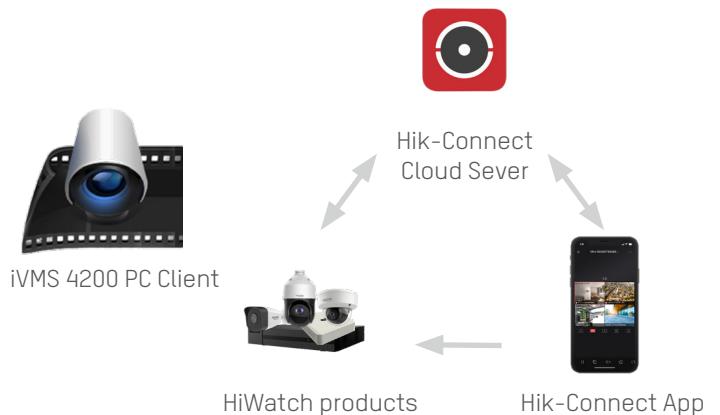 Hik-Connect
Cloud Sever
iVMS 4200 PC Client
HiWatch products
Hik-Connect App